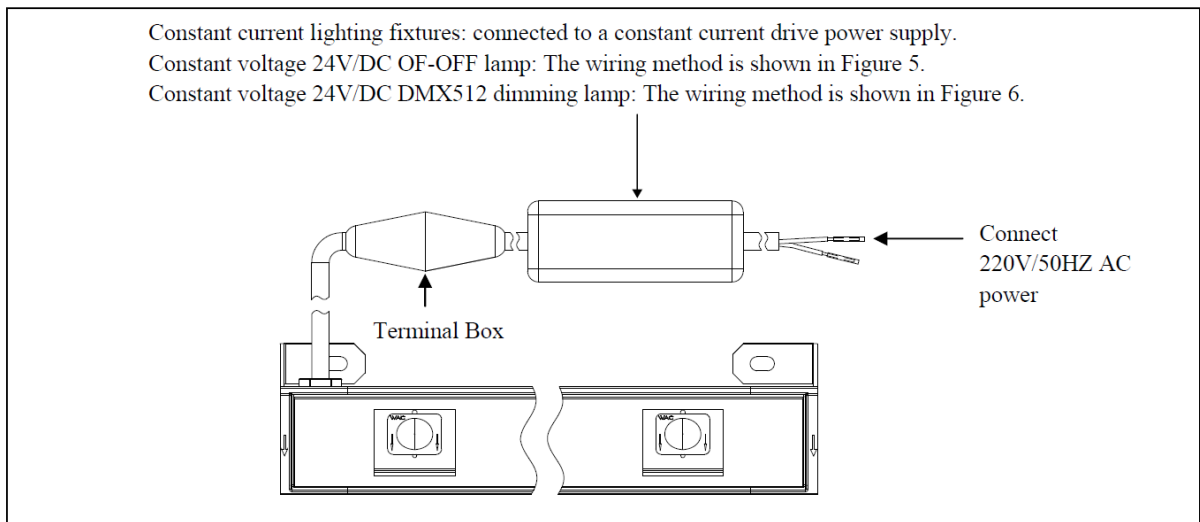 Constant current lighting fixtures: connected to a constant current drive power supply.
Constant voltage 24V/DC OF-OFF lamp: The wiring method is shown in Figure 5.
Constant voltage 24V/DC DMX512 dimming lamp: The wiring method is shown in Figure 6.
Connect
220V/50HZ AC
power
Terminal Box
WAC
WAC